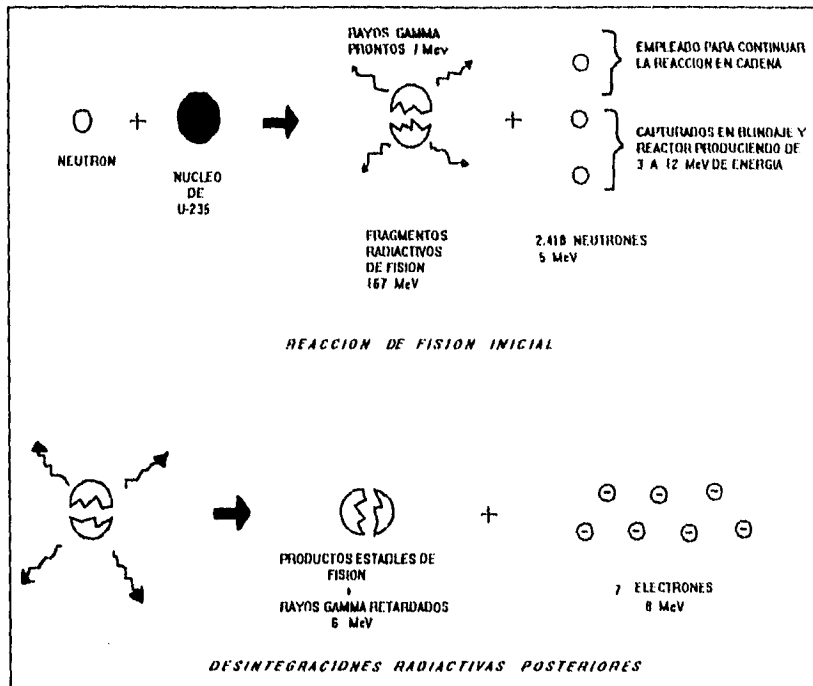 RAYOS GAMMA
PRONTOS 7 Mev
EMPLEADO PARA CONTINUAR
LA REACCION EN CADENA
NEUTRON
NUCLEO
DE
U-235
CAPTURADOS EN BLINDAJE Y
REACTOR PRODUCIENDO DE
3 A 12 MeV DE ENERGIA
FRAGMENTOS
RADIACTIVOS
DE FISION
167 MeV
2.418 NEUTRONES
5 MeV
REACCION DE FISION INICIAL
PRODUCTOS ESTABLES DE
FISION
+
RAYOS GAMMA RETARDADOS
6 MeV
7 ELECTRONES
8 MeV
DESINTEGRACIONES RADIACTIVAS POSTERIORES